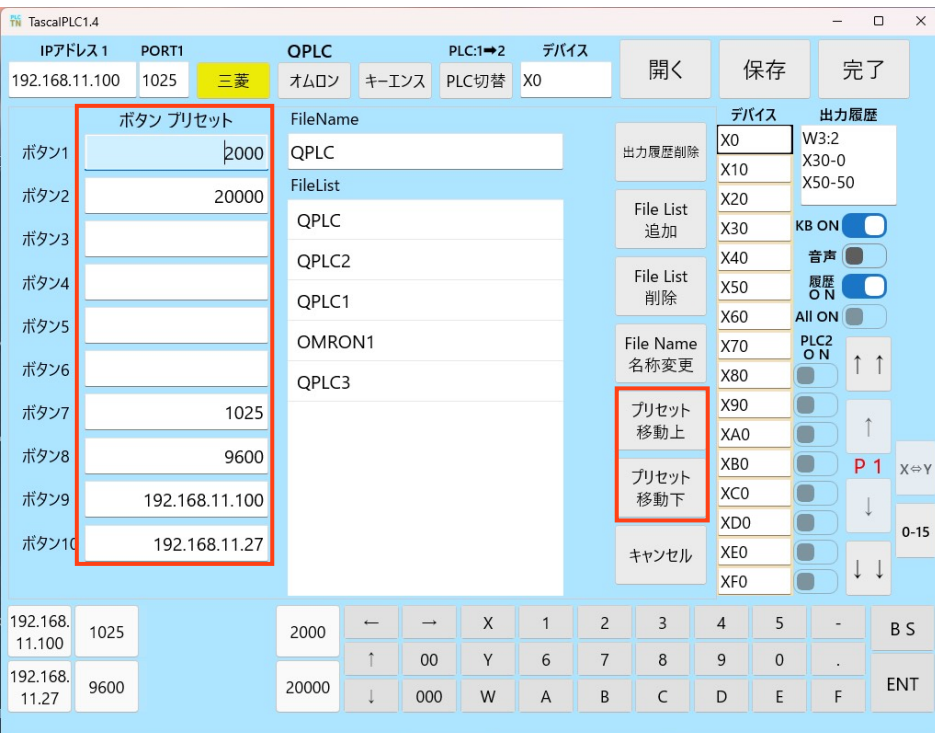 PLC TN TascalPLC1.4
IPアドレス 1 PORT1 QPLC PLC:1➡2 デバイス
192.168.11.100 1025 三菱 オムロン キーエンス PLC切替 X0 開く 保存 完了
ボタン プリセット
ボタン1 2000
ボタン2 20000
ボタン3
ボタン4
ボタン5
ボタン6
ボタン7 1025
ボタン8 9600
ボタン9 192.168.11.100
ボタン10 192.168.11.27
FileName
QPLC
FileList
QPLC
QPLC2
QPLC1
OMRON1
QPLC3
出力履歴削除
File List
追加
File List
削除
File Name
名称変更
プリセット
移動上
プリセット
移動下
キャンセル
デバイス
X0
X10
X20
X30
X40
X50
X60
X70
X80
X90
XA0
XB0
XC0
XD0
XE0
XF0
出力履歴
W3:2
X30-0
X50-50
KB ON
音声
履歴
O N
All ON
PLC2
O N
↑ ↑
↑
P 1
↓
↓ ↓
X⇔Y
0-15
192.168.
11.100
1025
2000
← → X 1 2 3 4 5 - B S
↑ 00 Y 6 7 8 9 0 .
192.168.
11.27
9600
20000
↓ 000 W A B C D E F ENT